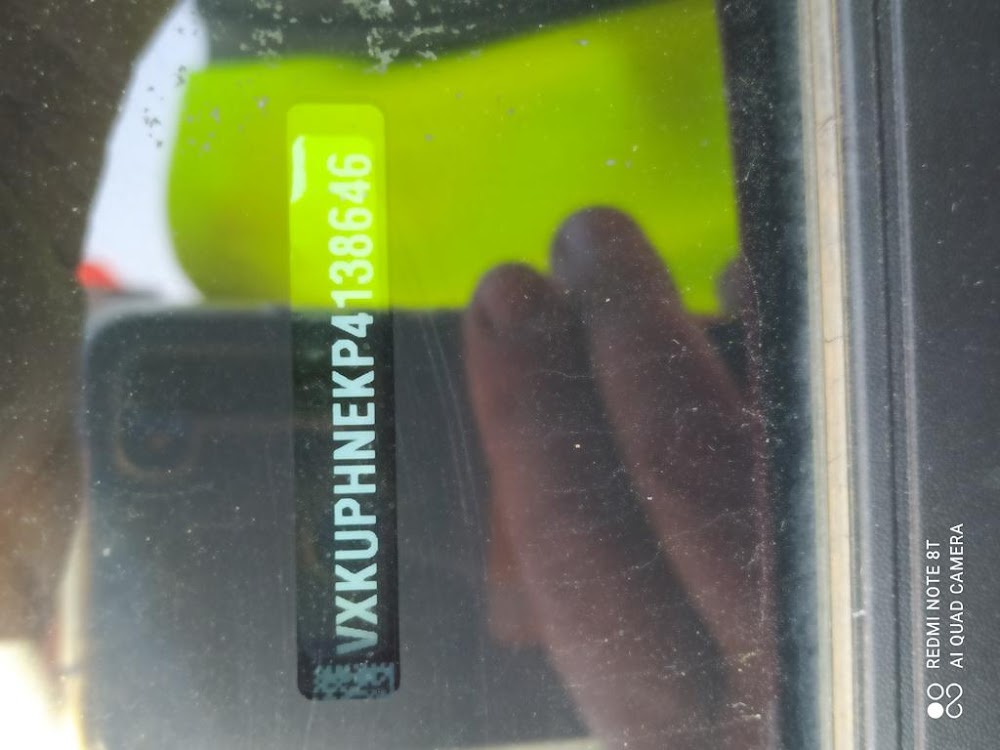 VXKUPHNEKP4138646
REDMI NOTE 8T
AI QUAD CAMERA